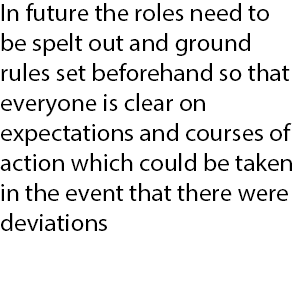 In future the roles need to
be spelt out and ground
rules set beforehand so that
everyone is clear on
expectations and courses of
action which could be taken
in the event that there were
deviations